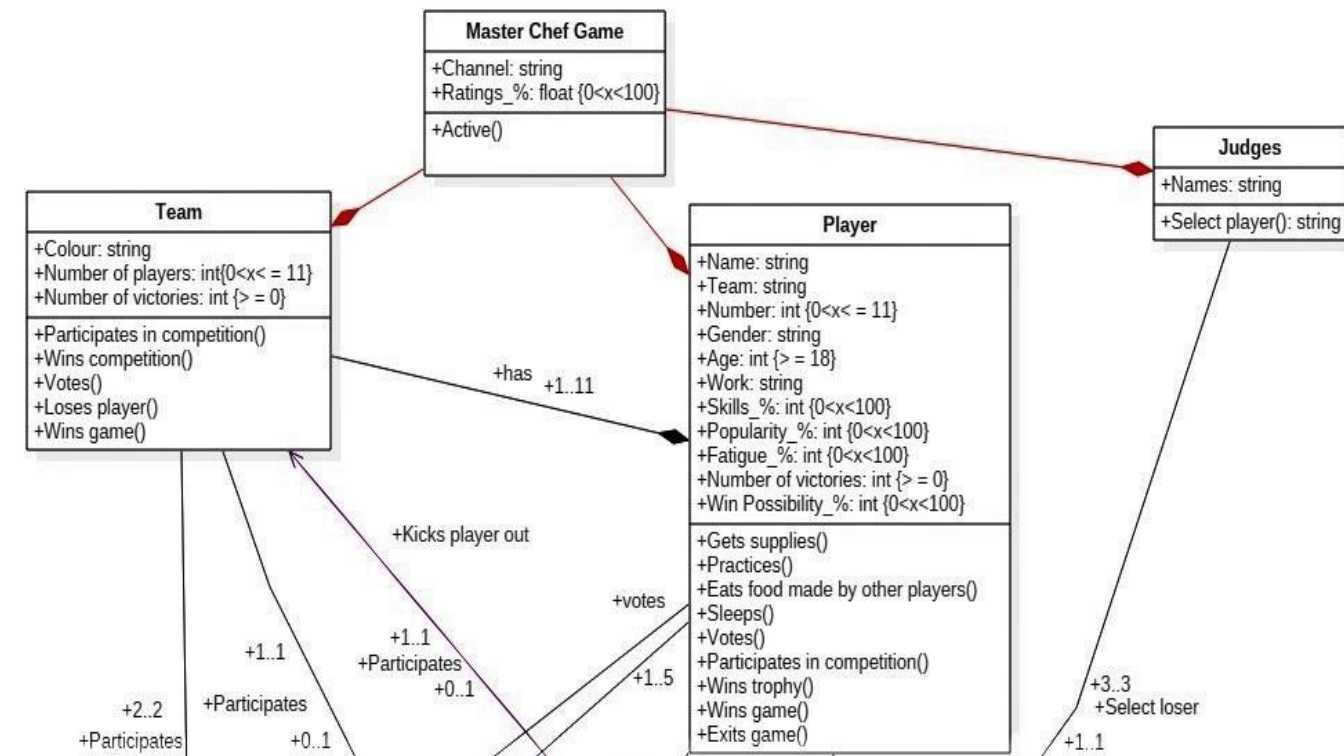 Master Chef Game
+Channel: string
+Ratings_%: float {0<x<100}
+Active()
Judges
+Names: string
+Select player(): string
Team
+Colour: string
+Number of players: int{0<x< = 11}
+Number of victories: int {> = 0}
+Participates in competition()
+Wins competition()
+Votes()
+Loses player()
+Wins game()
Player
+Name: string
+Team: string
+Number: int {0<x< = 11}
+Gender: string
+Age: int {> = 18}
+Work: string
+Skills_%: int {0<x<100}
+Popularity_%: int {0<x<100}
+Fatigue_%: int {0<x<100}
+Number of victories: int {> = 0}
+Win Possibility_%: int {0<x<100}
+Gets supplies()
+Practices()
+Eats food made by other players()
+Sleeps()
+Votes()
+Participates in competition()
+Wins trophy()
+Wins game()
+Exits game()
+has
+1..11
+Kicks player out
+votes
+1..1
+Participates
+0..1
+1..5
+1..1
+Participates
+0..1
+2..2
+Participates
+3..3
+Select loser
+1..1